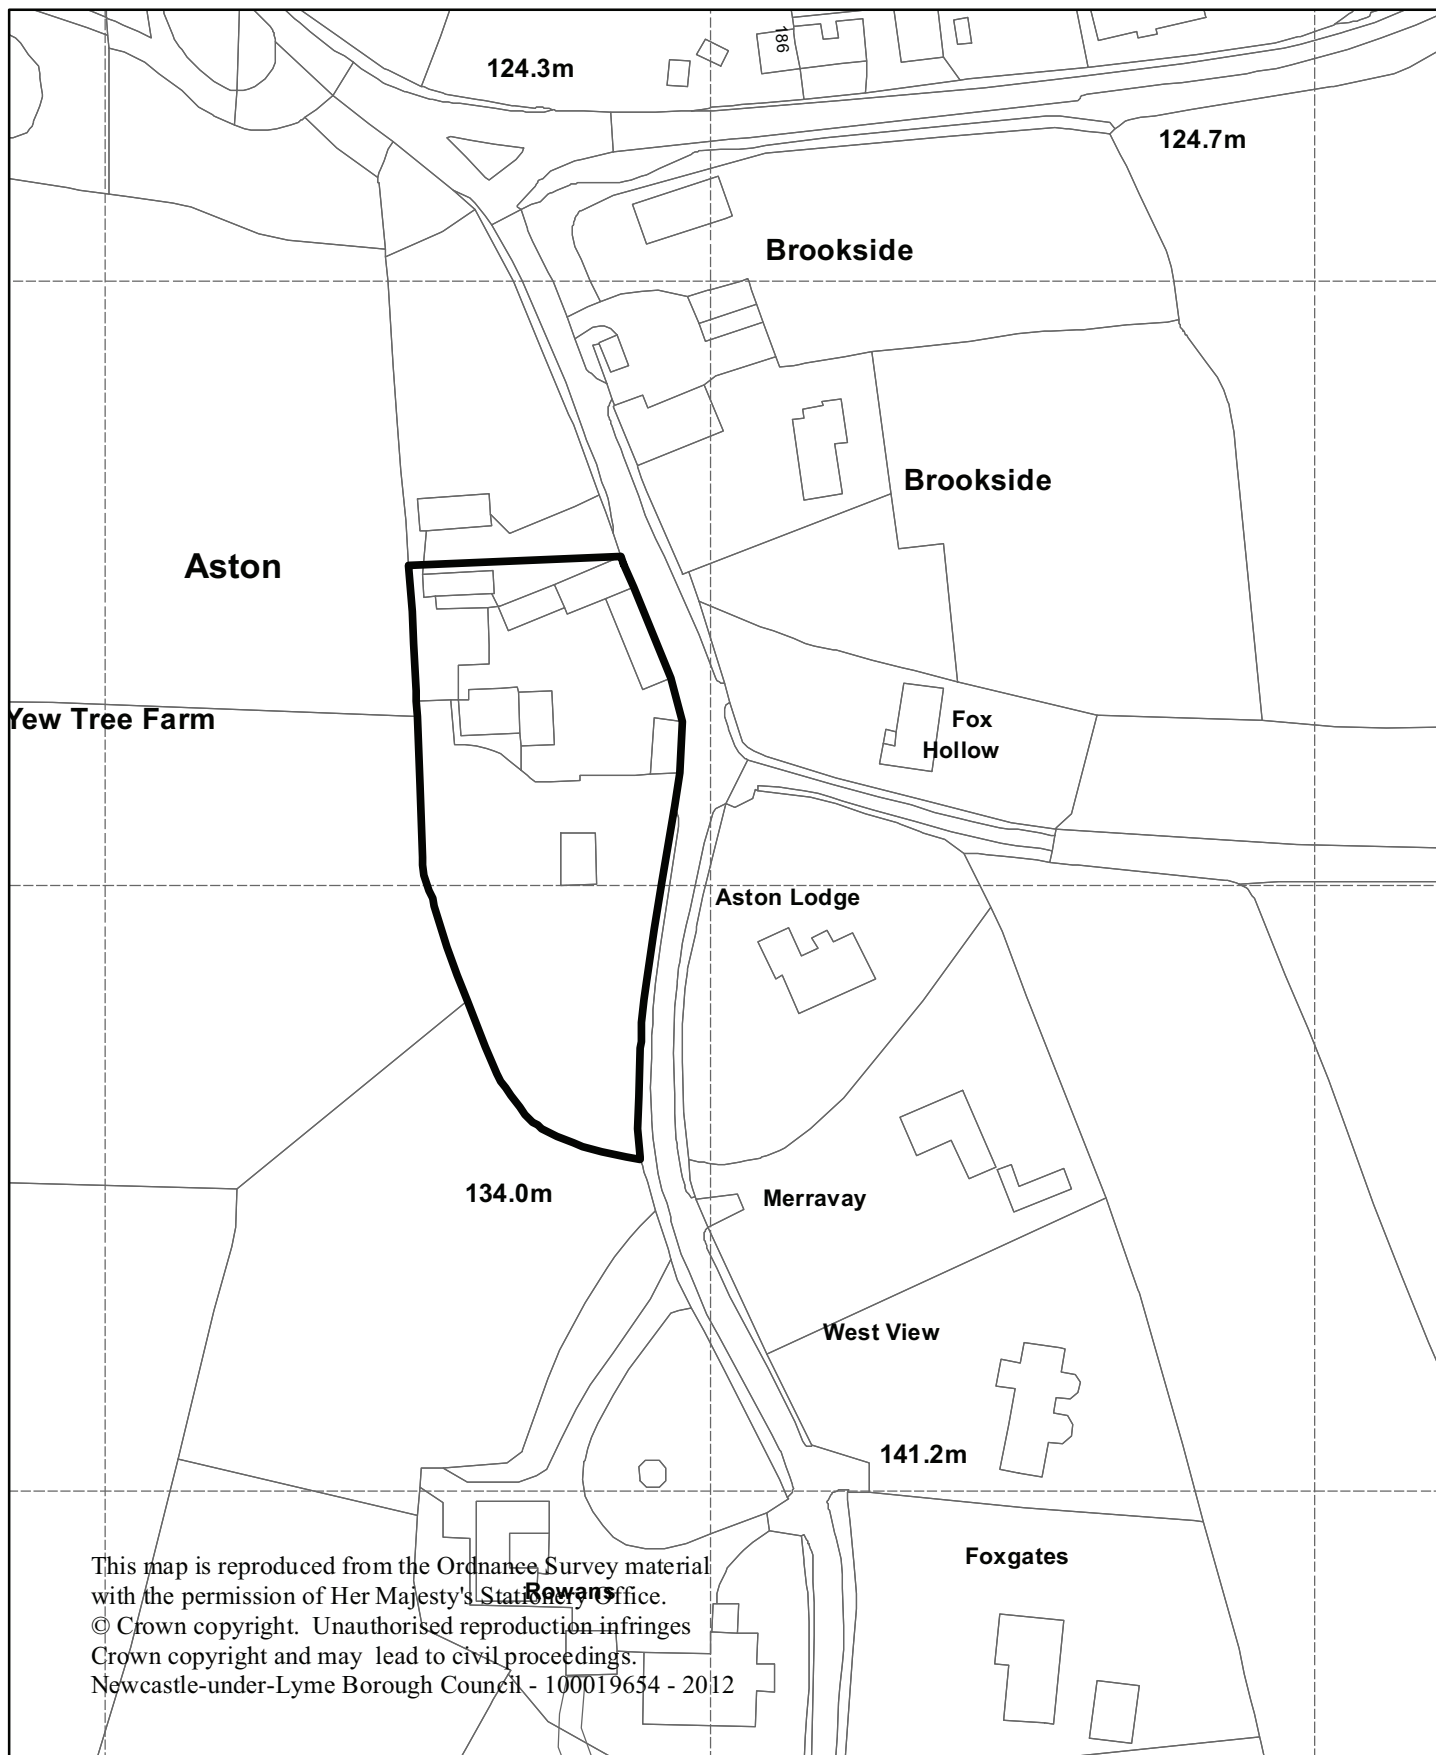 186
124.3m
124.7m
Brookside
Brookside
Aston
Yew Tree Farm
Fox
Hollow
Aston Lodge
134.0m
Merravay
West View
141.2m
Foxgates
Rowans
This map is reproduced from the Ordnance Survey material
with the permission of Her Majesty's Stationery Office.
© Crown copyright. Unauthorised reproduction infringes
Crown copyright and may lead to civil proceedings.
Newcastle-under-Lyme Borough Council - 100019654 - 2012